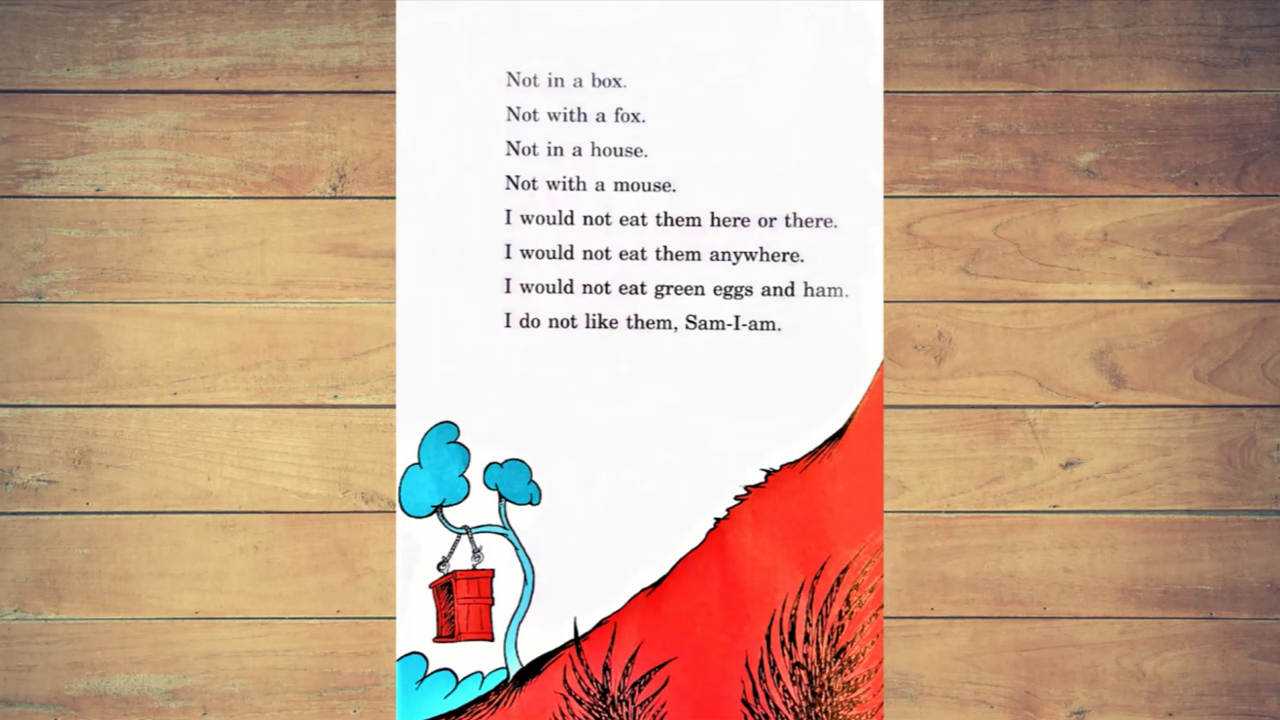 Not in a box.
Not with a fox.
Not in a house.
Not with a mouse.
I would not eat them here or there.
I would not eat them anywhere.
I would not eat green eggs and ham.
I do not like them, Sam-I-am.